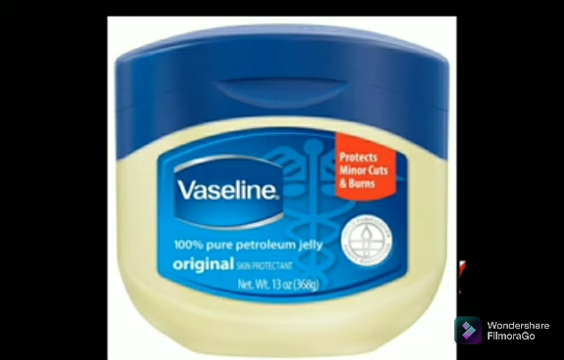 Protects
Minor Cuts
& Burns
Vaseline®
100% pure petroleum jelly
original SKIN PROTECTANT
Net. Wt. 13 oz (368g)
Wondershare
FilmoraGo